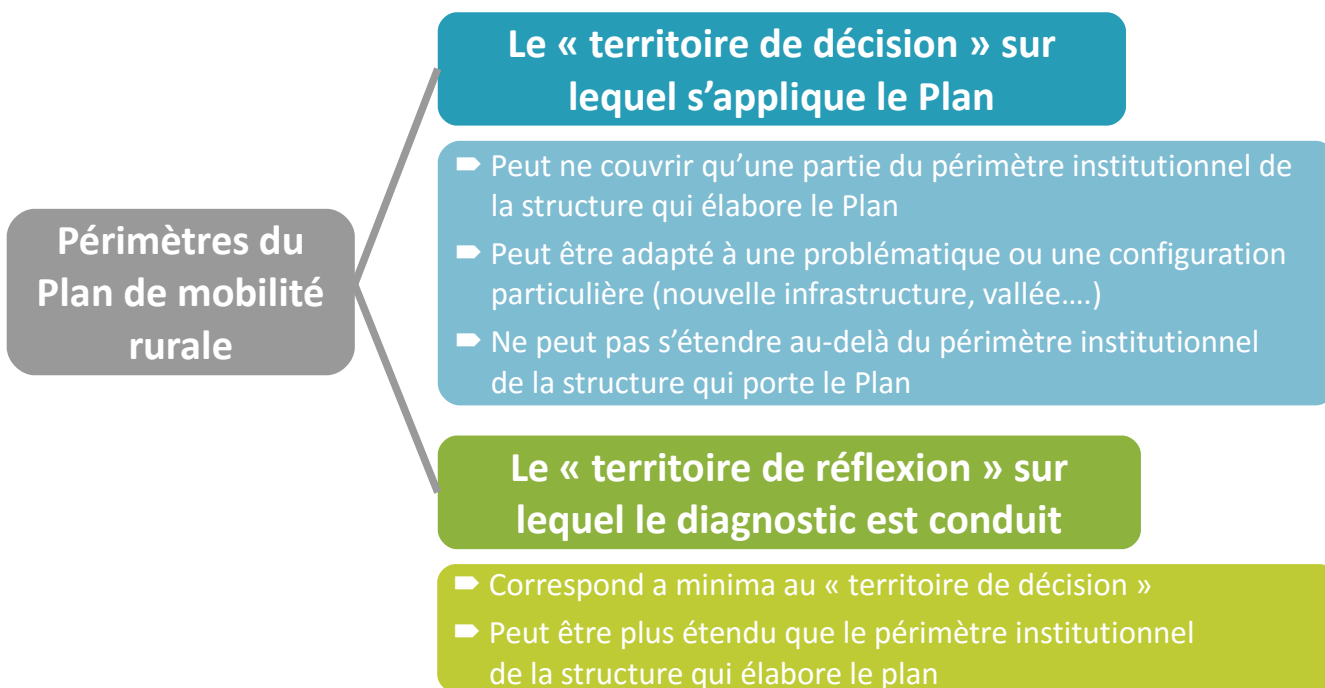 Périmètres du
Plan de mobilité
rurale
Le « territoire de décision » sur
lequel s’applique le Plan
Peut ne couvrir qu’une partie du périmètre institutionnel de
la structure qui élabore le Plan
Peut être adapté à une problématique ou une configuration
particulière (nouvelle infrastructure, vallée….)
Ne peut pas s’étendre au-delà du périmètre institutionnel
de la structure qui porte le Plan
Le « territoire de réflexion » sur
lequel le diagnostic est conduit
Correspond a minima au « territoire de décision »
Peut être plus étendu que le périmètre institutionnel
de la structure qui élabore le plan